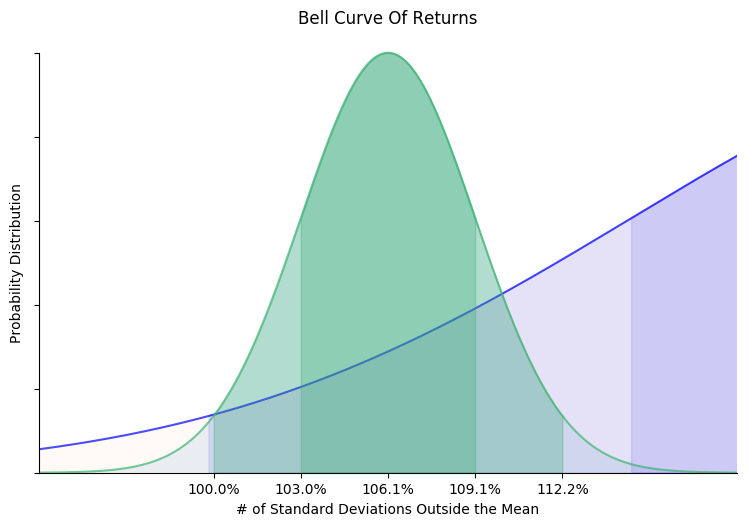 Bell Curve Of Returns
Probability Distribution
100.0% 103.0% 106.1% 109.1% 112.2%
# of Standard Deviations Outside the Mean